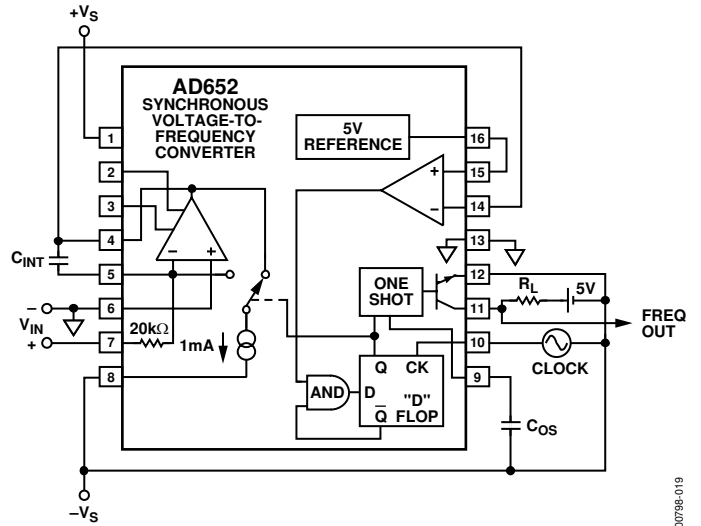 +VS
AD652
SYNCHRONOUS
VOLTAGE-TO-
FREQUENCY
CONVERTER
5V
REFERENCE
1
2
3
4
5
6
7
8
16
15
14
13
12
11
10
9
+
–
–
+
CINT
–
VIN
+
20kΩ
1mA
ONE
SHOT
AND
D
Q
CK
Q̅
"D"
FLOP
RL
5V
FREQ
OUT
CLOCK
COS
–VS
00798-019